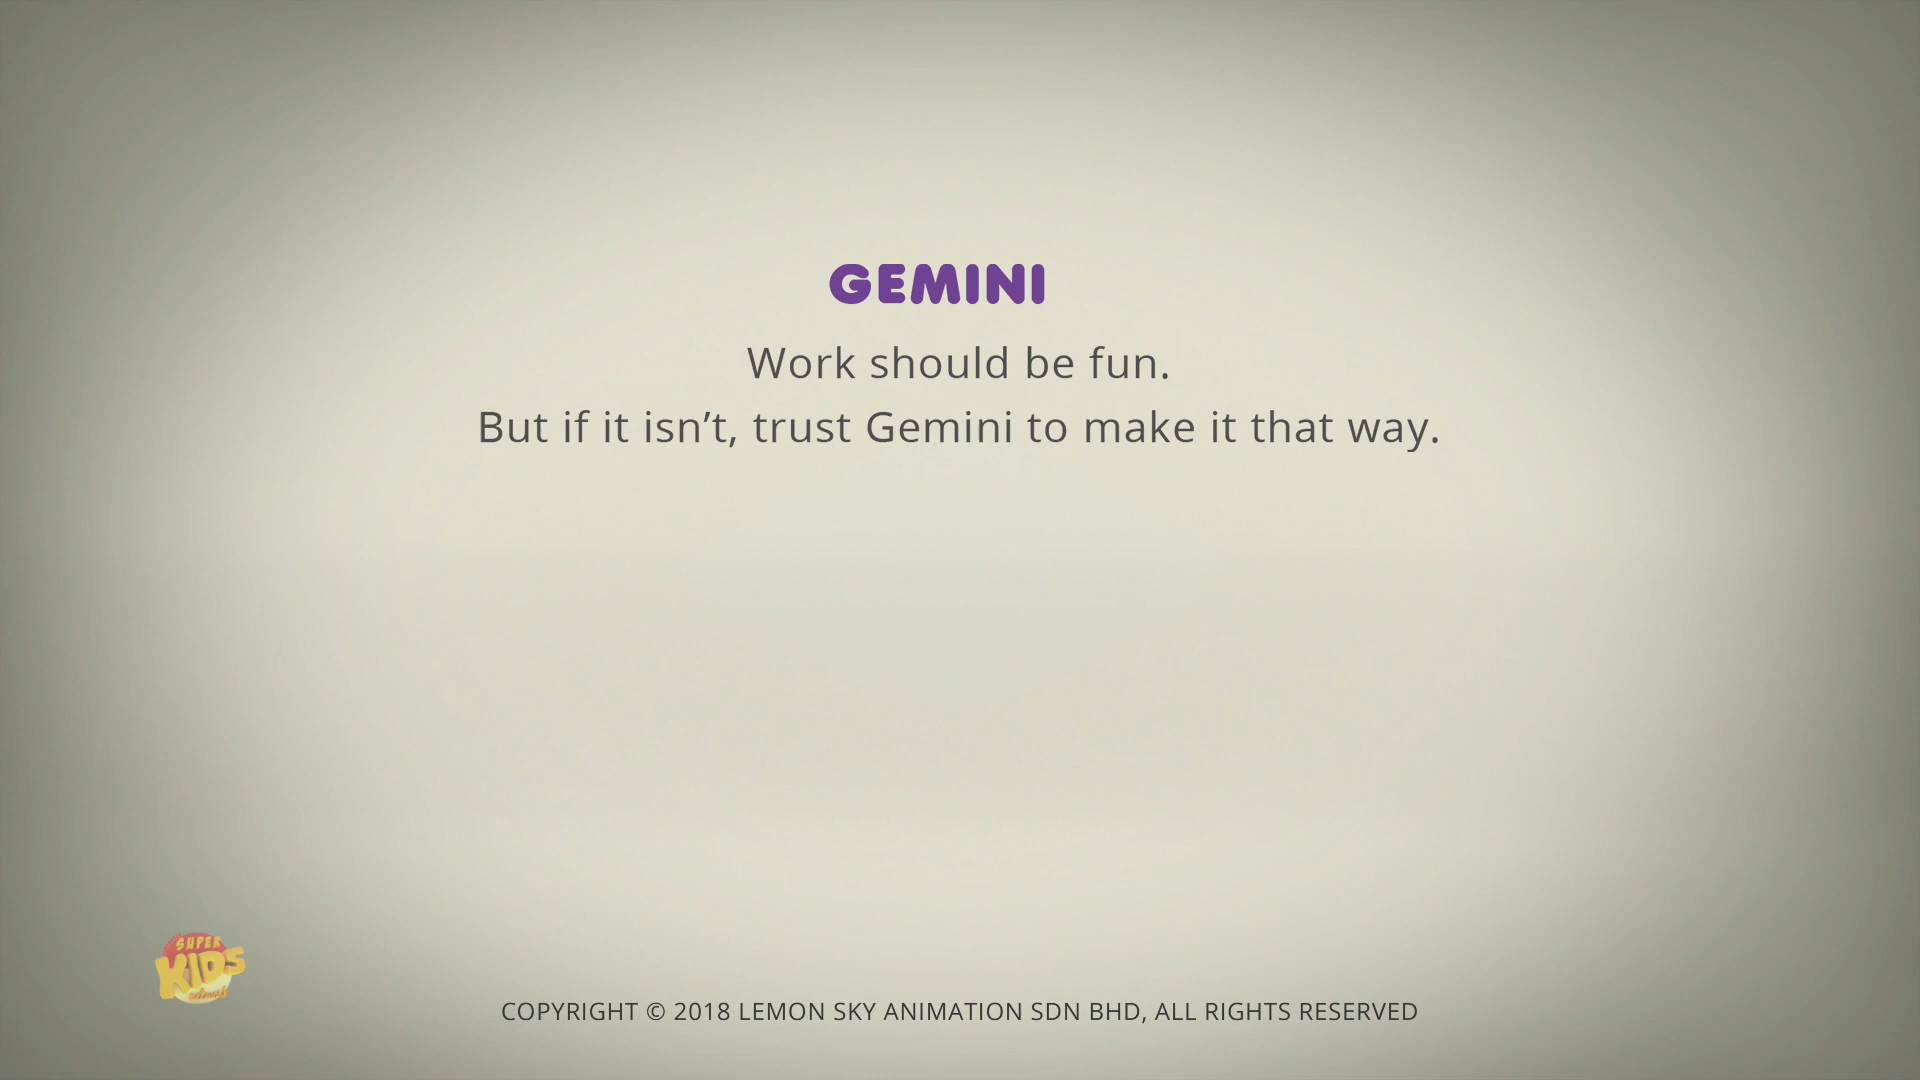 GEMINI
Work should be fun.
But if it isn’t, trust Gemini to make it that way.
SUPER
KIDS
COPYRIGHT © 2018 LEMON SKY ANIMATION SDN BHD, ALL RIGHTS RESERVED